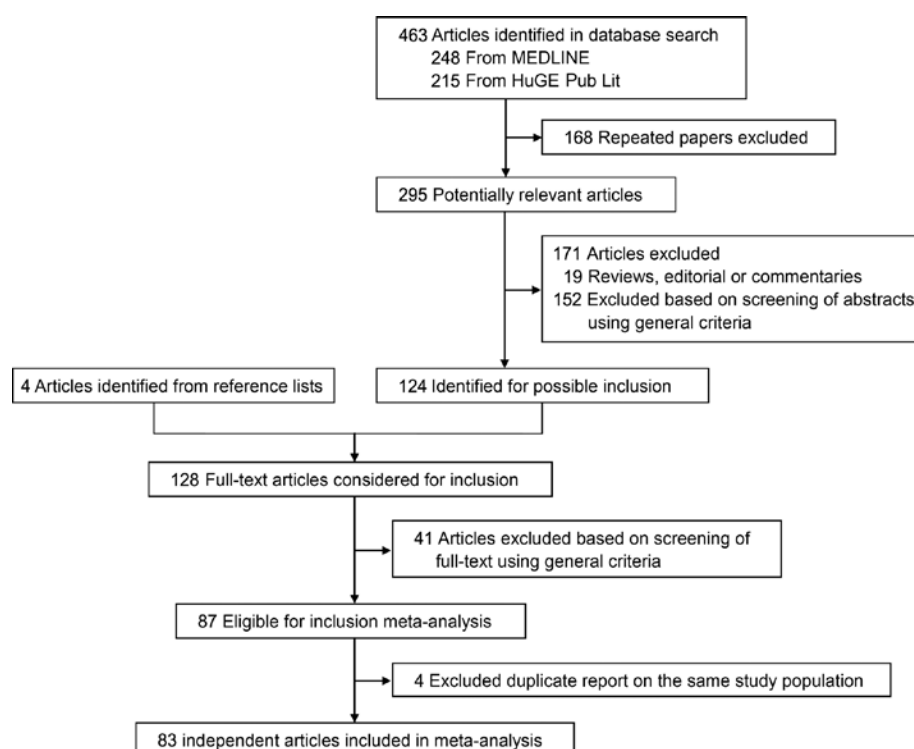 463 Articles identified in database search
248 From MEDLINE
215 From HuGE Pub Lit
168 Repeated papers excluded
295 Potentially relevant articles
171 Articles excluded
19 Reviews, editorial or commentaries
152 Excluded based on screening of abstracts
using general criteria
4 Articles identified from reference lists
124 Identified for possible inclusion
128 Full-text articles considered for inclusion
41 Articles excluded based on screening of
full-text using general criteria
87 Eligible for inclusion meta-analysis
4 Excluded duplicate report on the same study population
83 independent articles included in meta-analysis